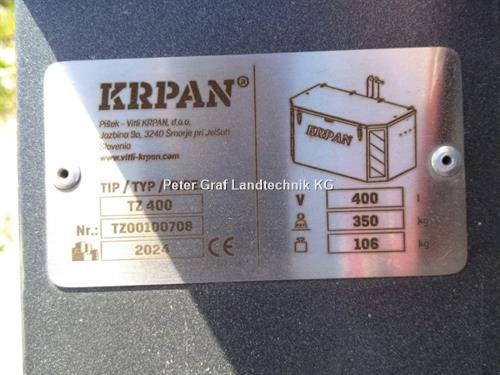 KRPAN®
Pišek - Vitli KRPAN, d.o.o.
Jazbina 9a, 3240 Šmarje pri Jelšah
Slovenia
www.vitli-krpan.com
TIP / TYP /
Peter Graf Landtechnik KG
TZ 400
Nr.: TZ00100708
2024 CE
KRPAN
V 400 l
350 kg
106 kg